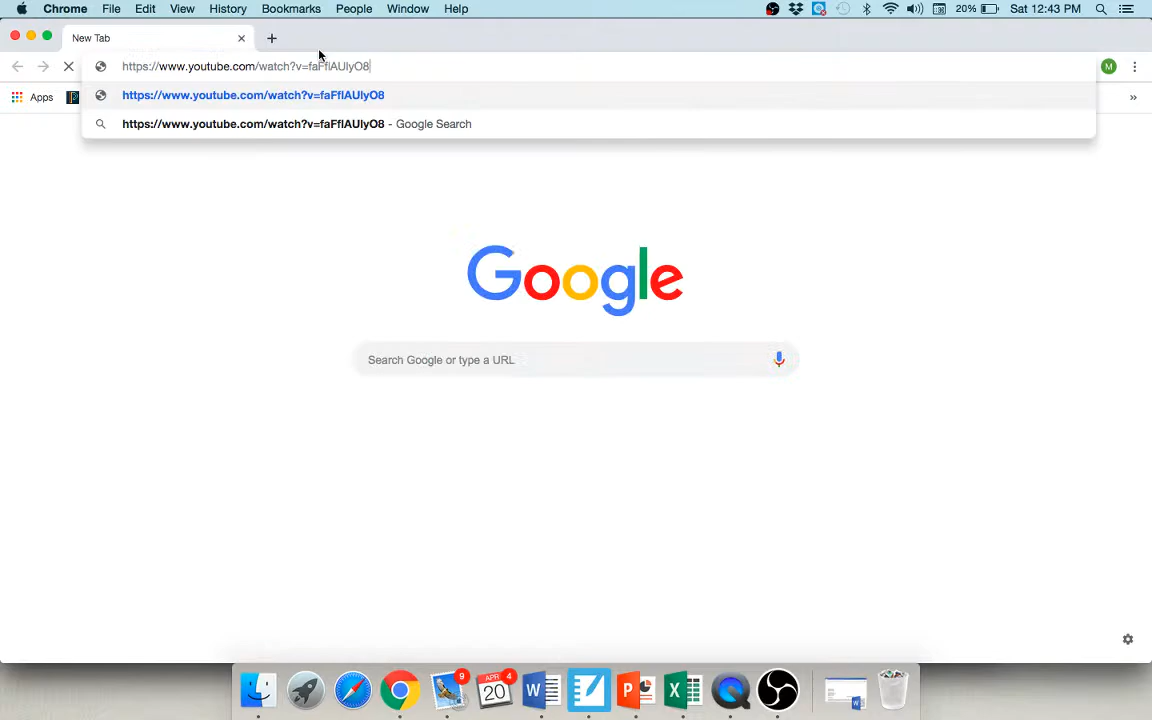 Chrome File Edit View History Bookmarks People Window Help 20% Sat 12:43 PM
New Tab
https://www.youtube.com/watch?v=faFflAUlyO8 M
https://www.youtube.com/watch?v=faFflAUlyO8
Apps P »
https://www.youtube.com/watch?v=faFflAUlyO8 - Google Search
Google
Search Google or type a URL
9 APR 4
20 W P X